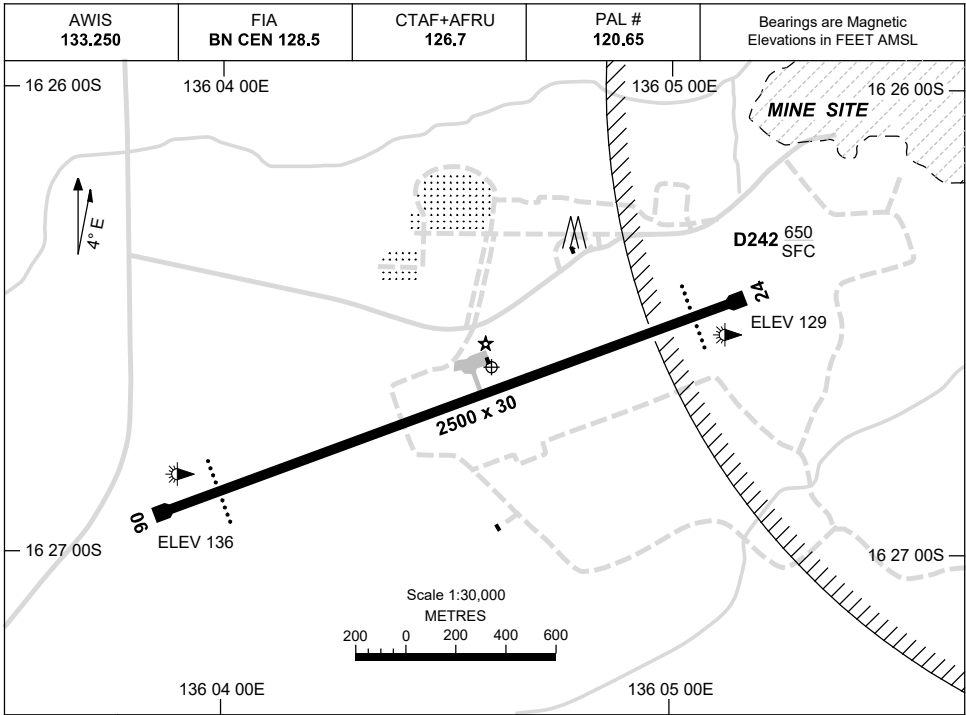 AWIS
133.250
FIA
BN CEN 128.5
CTAF+AFRU
126.7
PAL #
120.65
Bearings are Magnetic
Elevations in FEET AMSL
16 26 00S
136 04 00E
136 05 00E
16 26 00S
MINE SITE
4° E
D242 650
SFC
24
ELEV 129
2500 x 30
06
ELEV 136
16 27 00S
16 27 00S
Scale 1:30,000
METRES
200 0 200 400 600
136 04 00E
136 05 00E